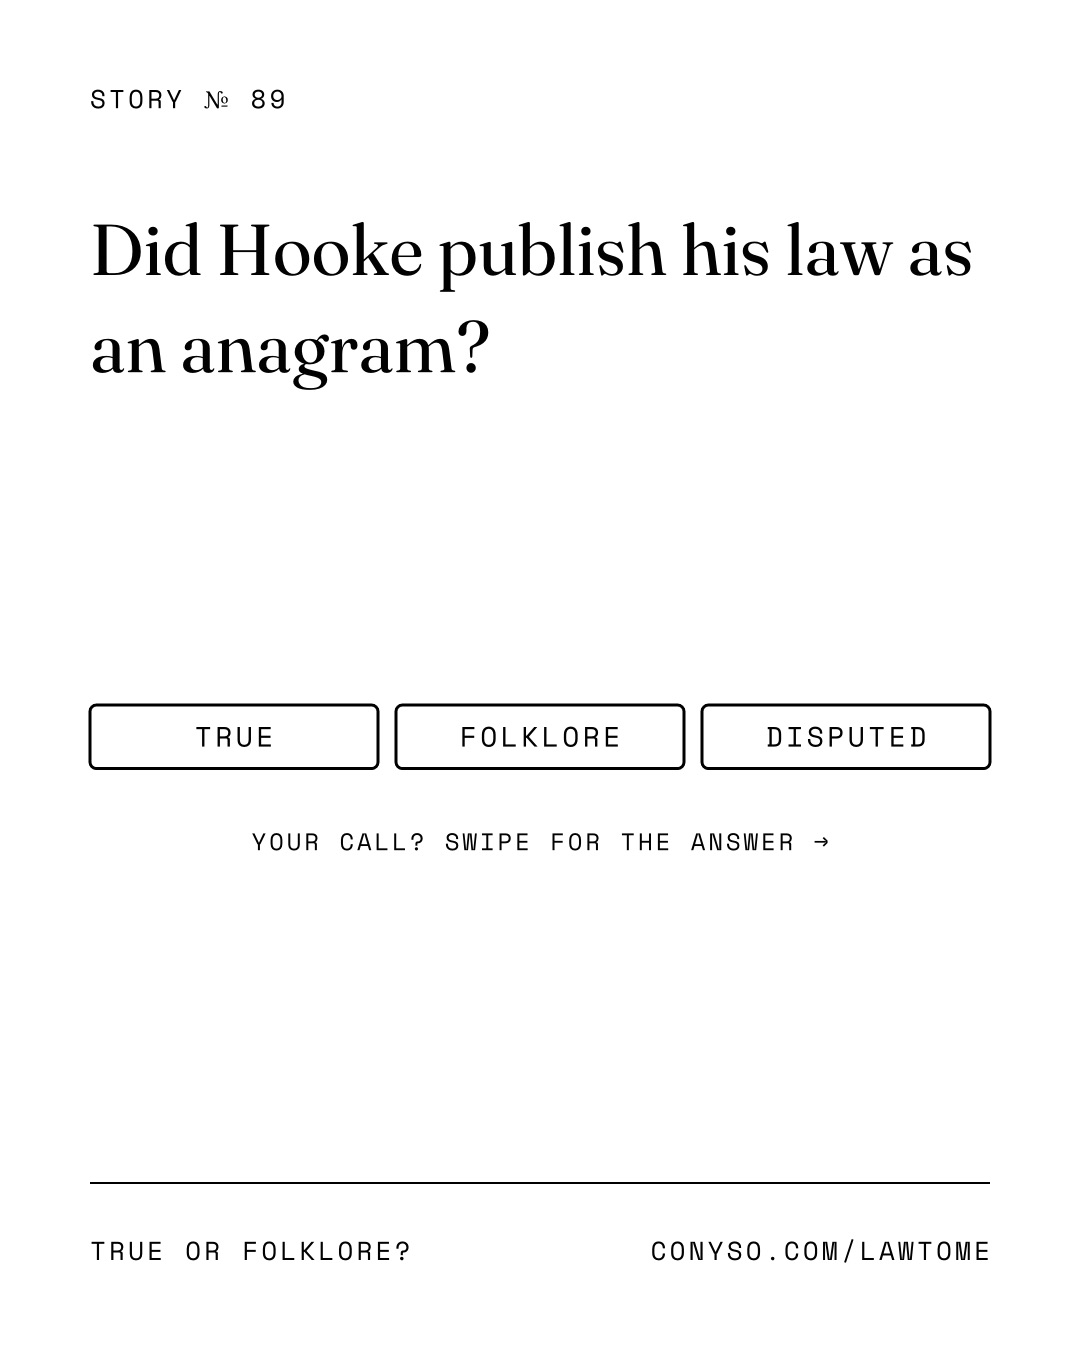 STORY № 89
Did Hooke publish his law as
an anagram?
TRUE
FOLKLORE
DISPUTED
YOUR CALL? SWIPE FOR THE ANSWER →
TRUE OR FOLKLORE?
CONYSO.COM/LAWTOME